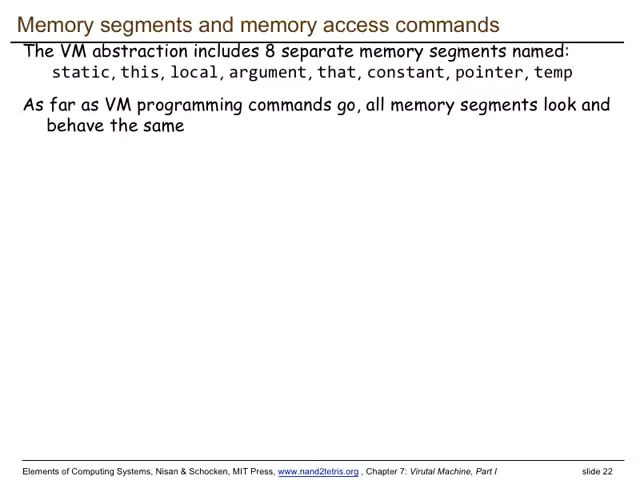 Memory segments and memory access commands
The VM abstraction includes 8 separate memory segments named:
static, this, local, argument, that, constant, pointer, temp
As far as VM programming commands go, all memory segments look and
behave the same
Elements of Computing Systems, Nisan & Schocken, MIT Press, www.nand2tetris.org , Chapter 7: Virutal Machine, Part I slide 22